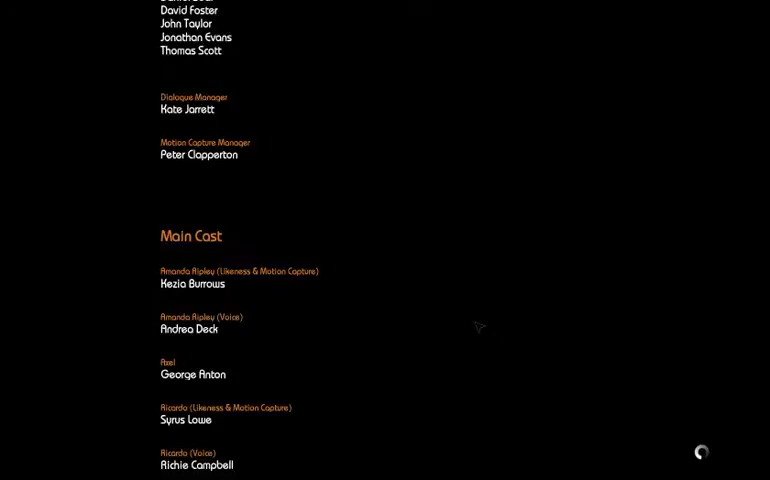 David Foster
John Taylor
Jonathan Evans
Thomas Scott
Dialogue Manager
Kate Jarrett
Motion Capture Manager
Peter Clapperton
Main Cast
Amanda Ripley (Likeness & Motion Capture)
Kezia Burrows
Amanda Ripley (Voice)
Andrea Deck
Axel
George Anton
Ricardo (Likeness & Motion Capture)
Syrus Lowe
Ricardo (Voice)
Richie Campbell